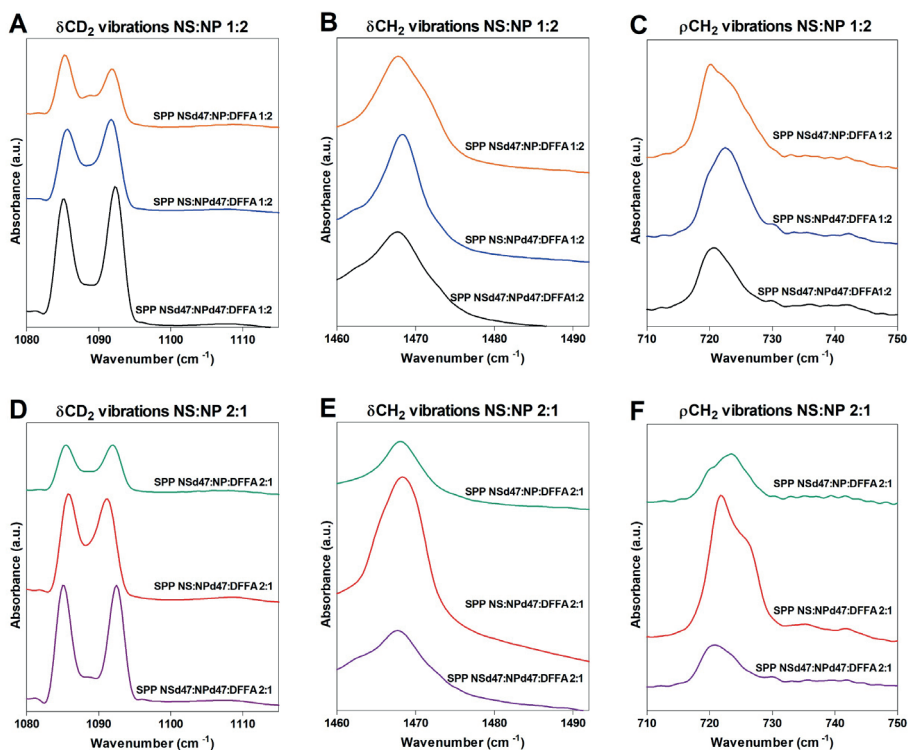 A
δCD₂ vibrations NS:NP 1:2
Absorbance (a.u.)
SPP NSd47:NP:DFFA 1:2
SPP NS:NPd47:DFFA 1:2
SPP NSd47:NPd47:DFFA 1:2
1080 1090 1100 1110
Wavenumber (cm⁻¹)
B
δCH₂ vibrations NS:NP 1:2
Absorbance (a.u.)
SPP NSd47:NP:DFFA 1:2
SPP NS:NPd47:DFFA 1:2
SPP NSd47:NPd47:DFFA1:2
1460 1470 1480 1490
Wavenumber (cm⁻¹)
C
ρCH₂ vibrations NS:NP 1:2
Absorbance (a.u.)
SPP NSd47:NP:DFFA 1:2
SPP NS:NPd47:DFFA 1:2
SPP NSd47:NPd47:DFFA1:2
710 720 730 740 750
Wavenumber (cm⁻¹)
D
δCD₂ vibrations NS:NP 2:1
Absorbance (a.u.)
SPP NSd47:NP:DFFA 2:1
SPP NS:NPd47:DFFA 2:1
SPP NSd47:NPd47:DFFA 2:1
1080 1090 1100 1110
Wavenumber (cm⁻¹)
E
δCH₂ vibrations NS:NP 2:1
Absorbance (a.u.)
SPP NSd47:NP:DFFA 2:1
SPP NS:NPd47:DFFA 2:1
SPP NSd47:NPd47:DFFA 2:1
1460 1470 1480 1490
Wavenumber (cm⁻¹)
F
ρCH₂ vibrations NS:NP 2:1
Absorbance (a.u.)
SPP NSd47:NP:DFFA 2:1
SPP NS:NPd47:DFFA 2:1
SPP NSd47:NPd47:DFFA 2:1
710 720 730 740 750
Wavenumber (cm⁻¹)